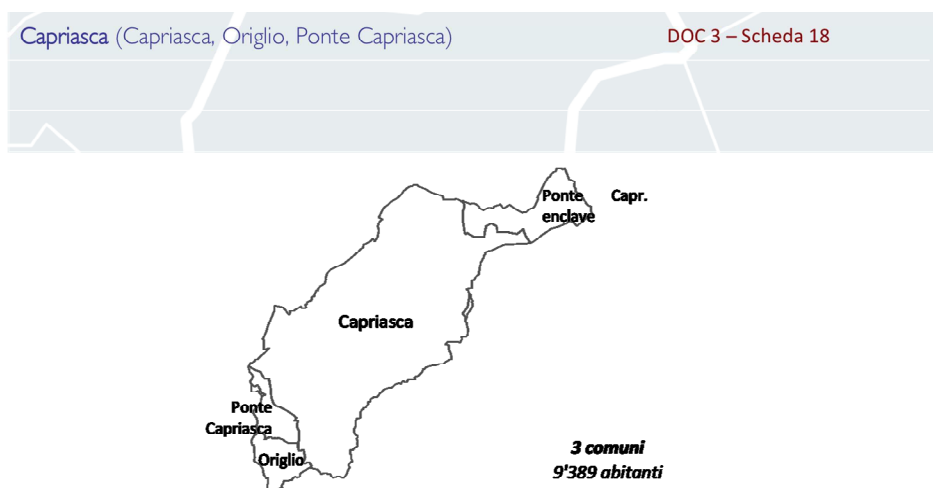 Capriasca (Capriasca, Origlio, Ponte Capriasca)
DOC 3 – Scheda 18
Ponte Capr.
enclave
Capriasca
Ponte
Capriasca
Origlio
3 comuni
9'389 abitanti